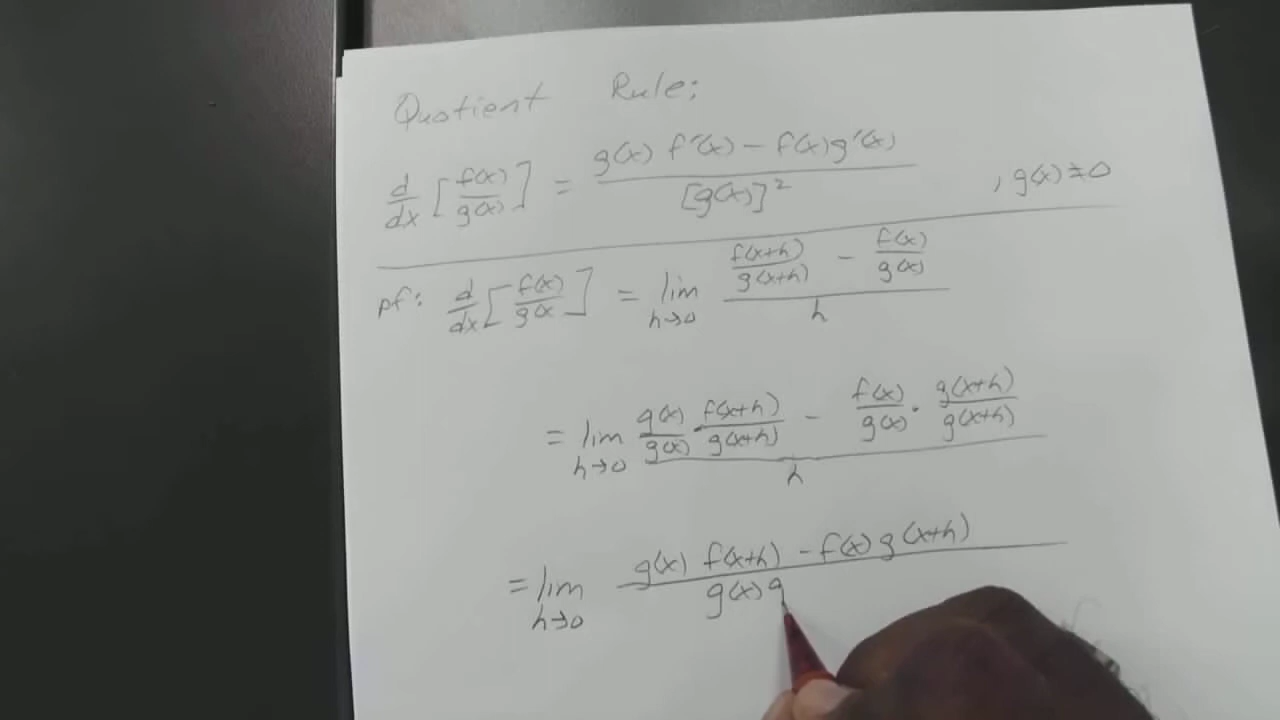 Quotient Rule:
d/dx [f(x)/g(x)] = g(x) f'(x) - f(x)g'(x) / [g(x)]² , g(x) ≠ 0
pf: d/dx [f(x)/g(x] = lim h→0 f(x+h)/g(x+h) - f(x)/g(x) / h
= lim h→0 g(x)/g(x) · f(x+h)/g(x+h) - f(x)/g(x) · g(x+h)/g(x+h) / h
= lim h→0 g(x) f(x+h) - f(x) g(x+h) / g(x) g